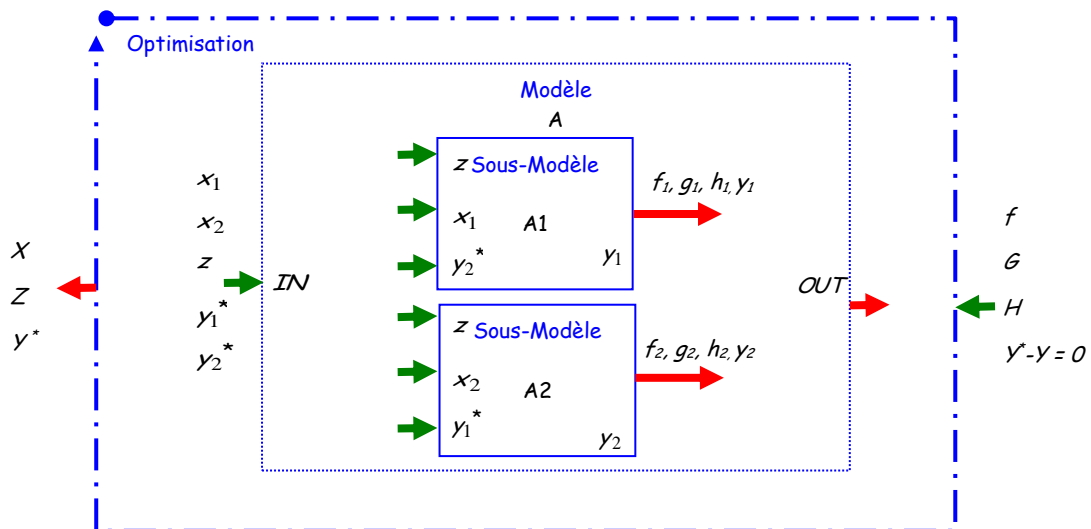 Optimisation
Modèle
A
z Sous-Modèle
x₁
A1
y₂*
y₁
f₁, g₁, h₁, y₁
z Sous-Modèle
x₂
A2
y₁*
y₂
f₂, g₂, h₂, y₂
x₁
x₂
z
y₁*
y₂*
IN
OUT
X
Z
y*
f
G
H
y*-y = 0